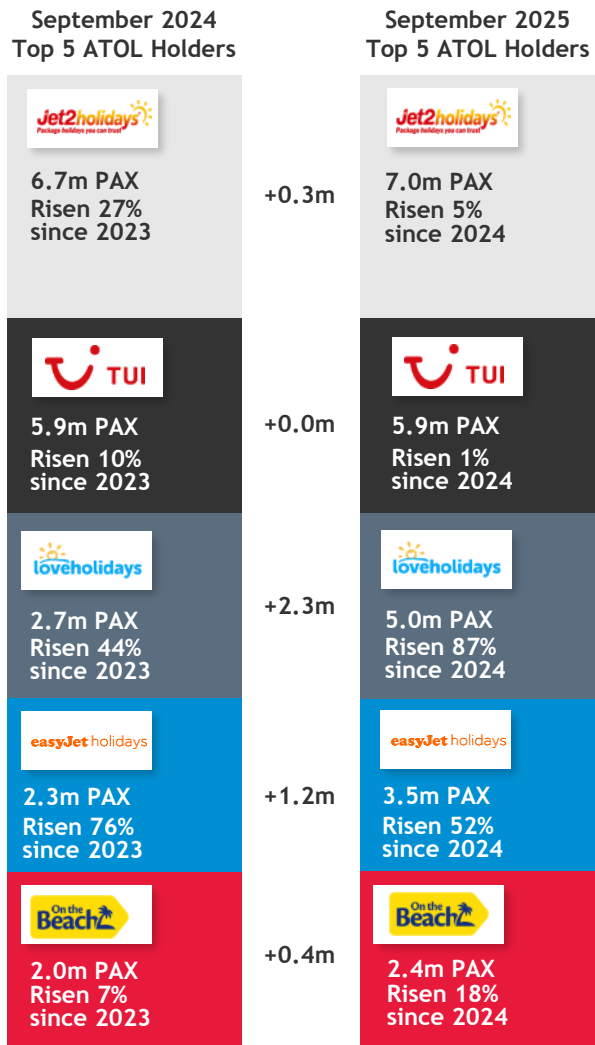 September 2024
Top 5 ATOL Holders
jet2holidays
Package holidays you can trust
6.7m PAX
Risen 27%
since 2023
TUI
5.9m PAX
Risen 10%
since 2023
loveholidays
2.7m PAX
Risen 44%
since 2023
easyJet holidays
2.3m PAX
Risen 76%
since 2023
On the
Beach
2.0m PAX
Risen 7%
since 2023
+0.3m
+0.0m
+2.3m
+1.2m
+0.4m
September 2025
Top 5 ATOL Holders
jet2holidays
Package holidays you can trust
7.0m PAX
Risen 5%
since 2024
TUI
5.9m PAX
Risen 1%
since 2024
loveholidays
5.0m PAX
Risen 87%
since 2024
easyJet holidays
3.5m PAX
Risen 52%
since 2024
On the
Beach
2.4m PAX
Risen 18%
since 2024